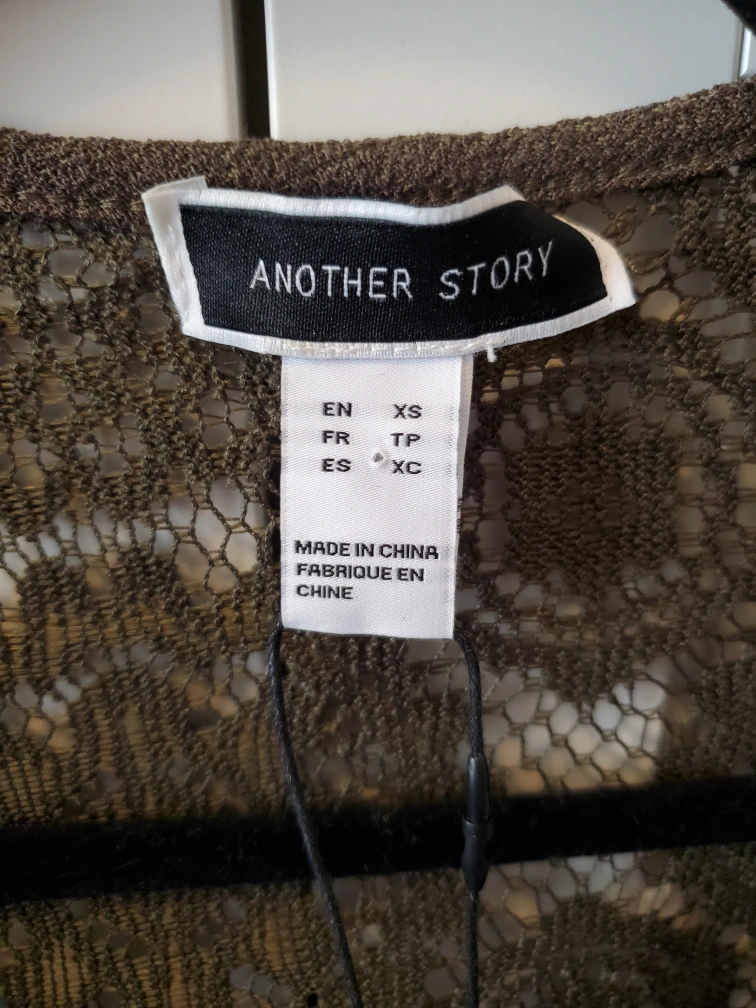 ANOTHER STORY
EN XS
FR TP
ES XC
MADE IN CHINA
FABRIQUE EN
CHINE